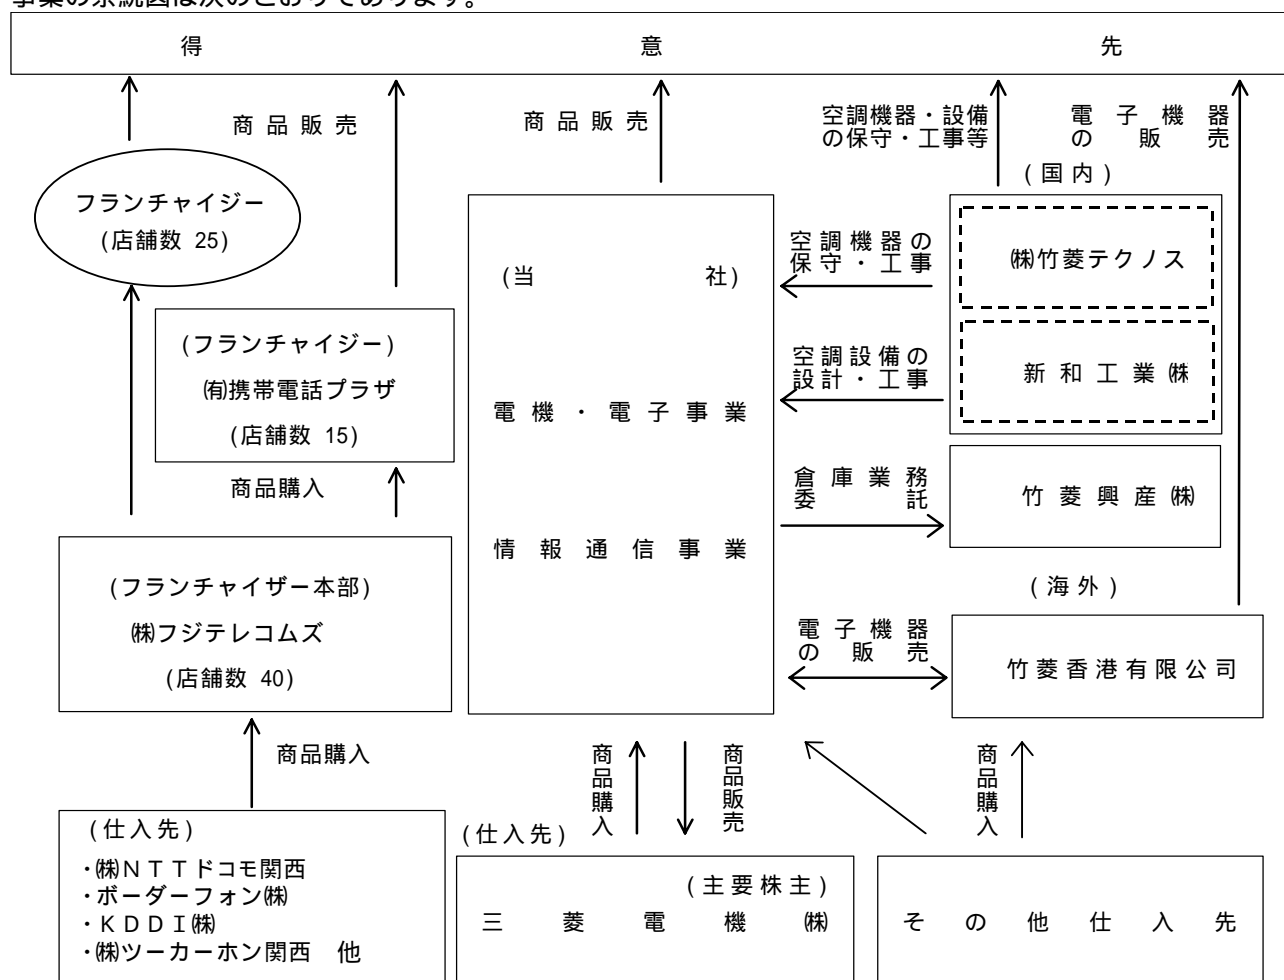 事業の系統図は次のとおりであります。
得意先
商品販売
商品販売
空調機器・設備
の保守・工事等
電子機器
の販売
(国内)
フランチャイジー
(店舗数 25)
(当社)
電機・電子事業
情報通信事業
空調機器の
保守・工事
㈱竹菱テクノス
(フランチャイジー)
㈲携帯電話プラザ
(店舗数 15)
空調設備の
設計・工事
新和工業㈱
商品購入
倉庫業務
委託
竹菱興産㈱
(フランチャイザー本部)
㈱フジテレコムズ
(店舗数 40)
(海外)
電子機器
の販売
竹菱香港有限公司
商品購入
商品購入
商品販売
商品購入
(仕入先)
・㈱NTTドコモ関西
・ボーダーフォン㈱
・KDDI㈱
・㈱ツーカーホン関西 他
(仕入先)
(主要株主)
三菱電機㈱
その他仕入先